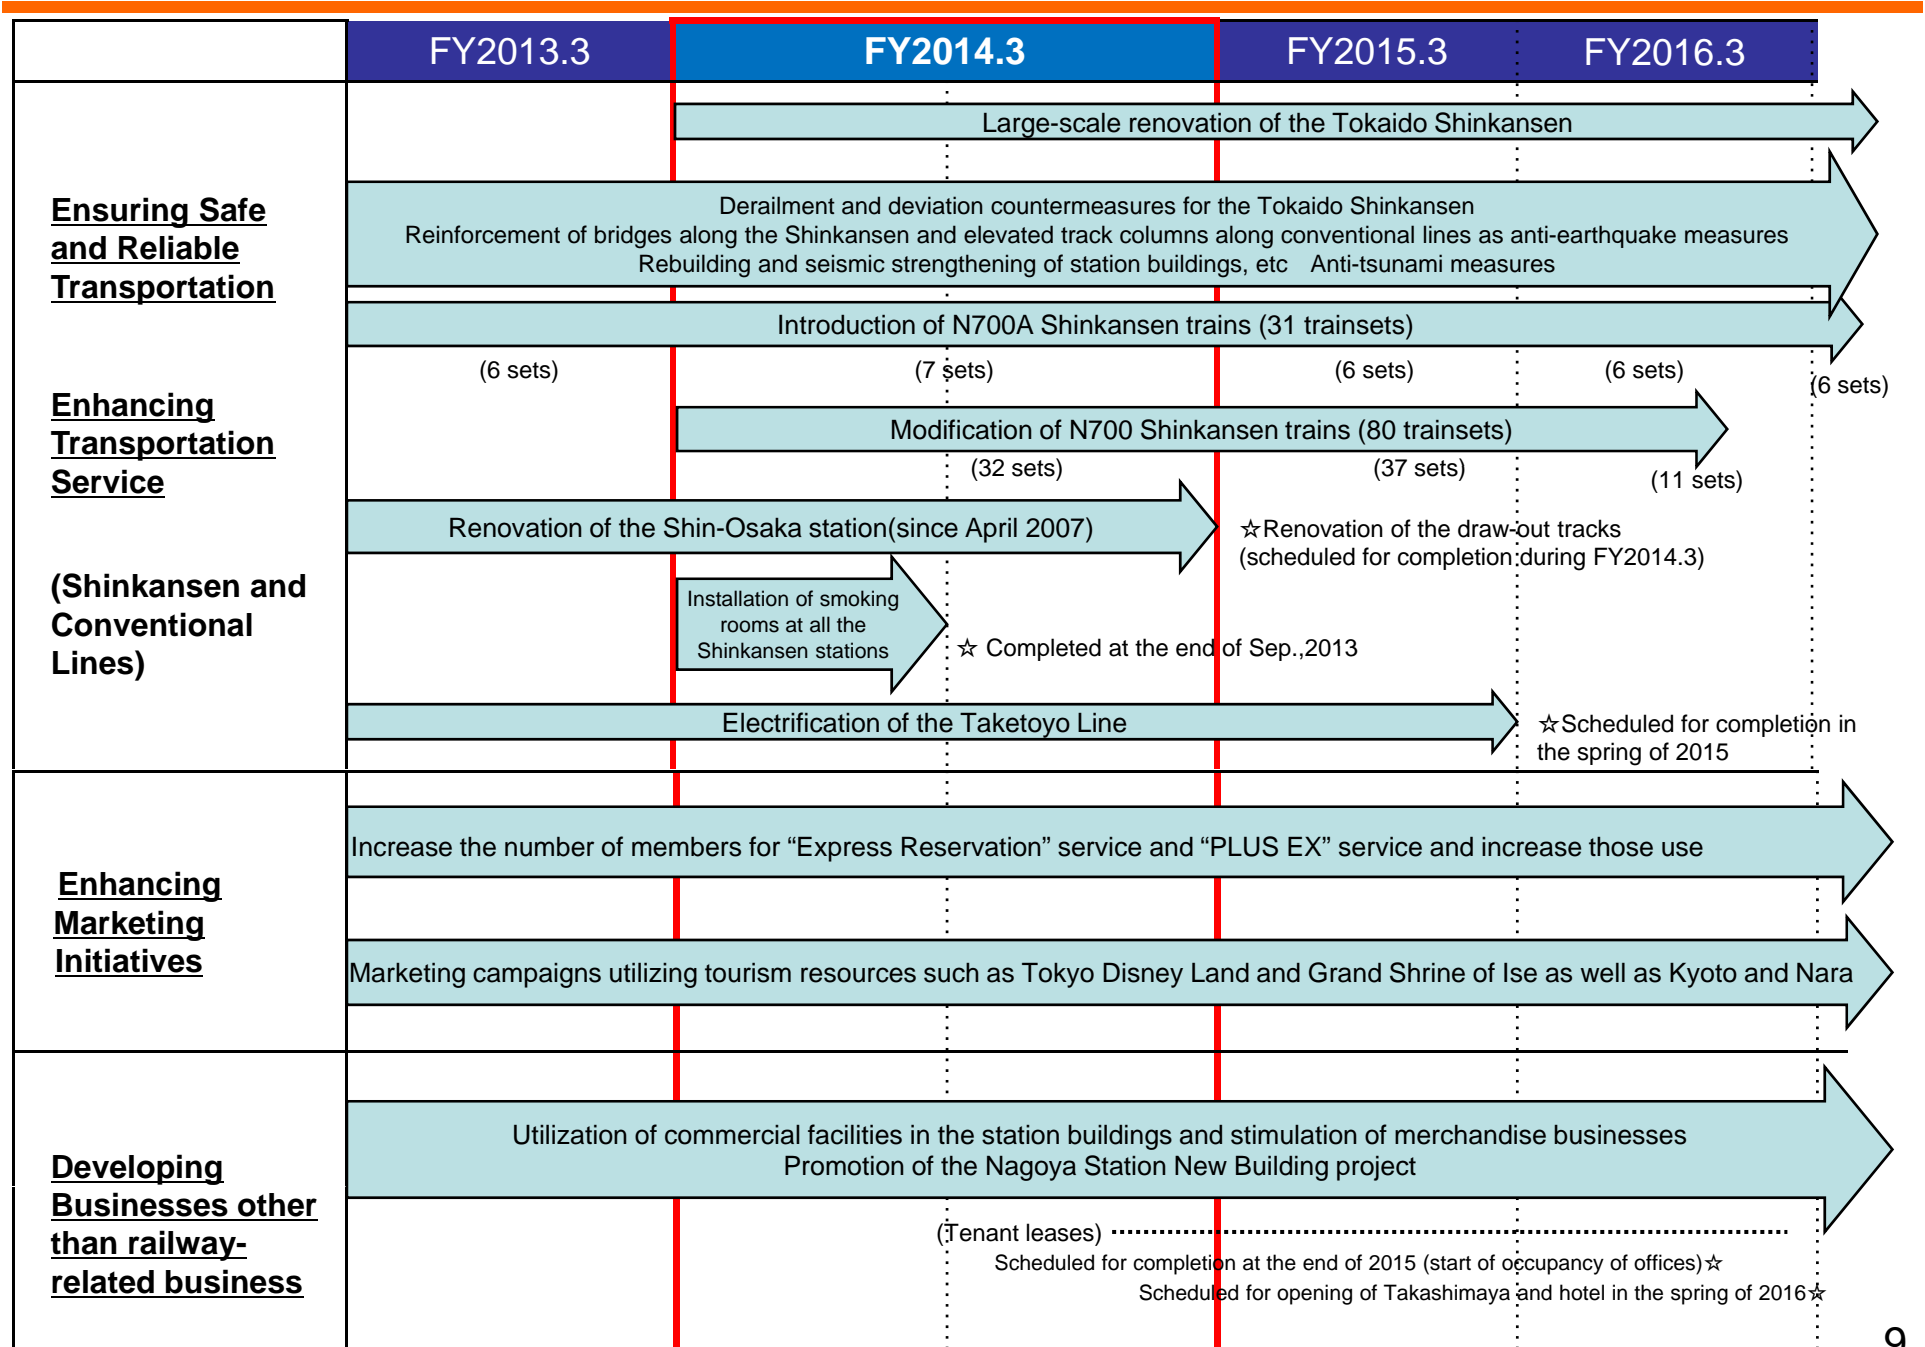 FY2013.3 FY2014.3 FY2015.3 FY2016.3
Ensuring Safe
and Reliable
Transportation
Large-scale renovation of the Tokaido Shinkansen
Derailment and deviation countermeasures for the Tokaido Shinkansen
Reinforcement of bridges along the Shinkansen and elevated track columns along conventional lines as anti-earthquake measures
Rebuilding and seismic strengthening of station buildings, etc Anti-tsunami measures
Introduction of N700A Shinkansen trains (31 trainsets)
(6 sets) (7 sets) (6 sets) (6 sets) (6 sets)
Enhancing
Transportation
Service
Modification of N700 Shinkansen trains (80 trainsets)
(32 sets) (37 sets) (11 sets)
Renovation of the Shin-Osaka station(since April 2007)
☆Renovation of the draw-out tracks
(scheduled for completion during FY2014.3)
(Shinkansen and
Conventional
Lines)
Installation of smoking
rooms at all the
Shinkansen stations
☆ Completed at the end of Sep.,2013
Electrification of the Taketoyo Line
☆Scheduled for completion in
the spring of 2015
Enhancing
Marketing
Initiatives
Increase the number of members for “Express Reservation” service and “PLUS EX” service and increase those use
Marketing campaigns utilizing tourism resources such as Tokyo Disney Land and Grand Shrine of Ise as well as Kyoto and Nara
Developing
Businesses other
than railway-
related business
Utilization of commercial facilities in the station buildings and stimulation of merchandise businesses
Promotion of the Nagoya Station New Building project
(Tenant leases)
Scheduled for completion at the end of 2015 (start of occupancy of offices)☆
Scheduled for opening of Takashimaya and hotel in the spring of 2016☆
9